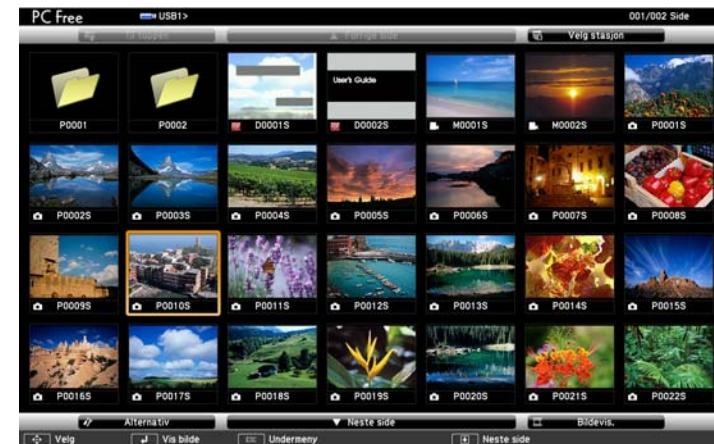 PC Free USB1> 001/002 Side
Til toppen ▲ Forrige side Velg stasjon
User's Guide
P0001 P0002 D0001S D0002S M0001S M0002S P0001S
P0002S P0003S P0004S P0005S P0006S P0007S P0008S
P0009S P0010S P0011S P0012S P0013S P0014S P0015S
P0016S P0017S P0018S P0019S P0020S P0021S P0022S
Alternativ ▼ Neste side Bildevis.
Velg Vis bilde ESC Undermeny Neste side